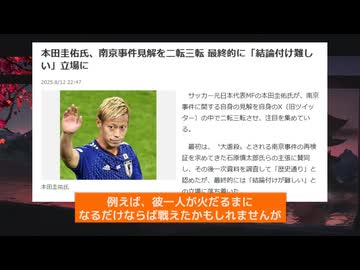 本田圭佑氏、南京事件見解を二転三転 最終的に「結論付け難し
い」立場に
2025.8/12 22:47
サッカー元日本代表MFの本田圭佑氏が、南京
事件に関する自身の見解を自身のX（旧ツイッ
ター）の中で二転三転させ、注目を集めてい
る。
最初は、“大虐殺”とされる南京事件の再検
証を求めてきた石原慎太郎氏らの主張に賛同
し、その後一次資料を調査して「歴史通り」と
認めたが、最終的には「結論付けが難しい」と
の立場に落ち着いた。
本田圭佑氏
例えば、彼一人が火だるまに
なるだけならば戦えたかもしれませんが